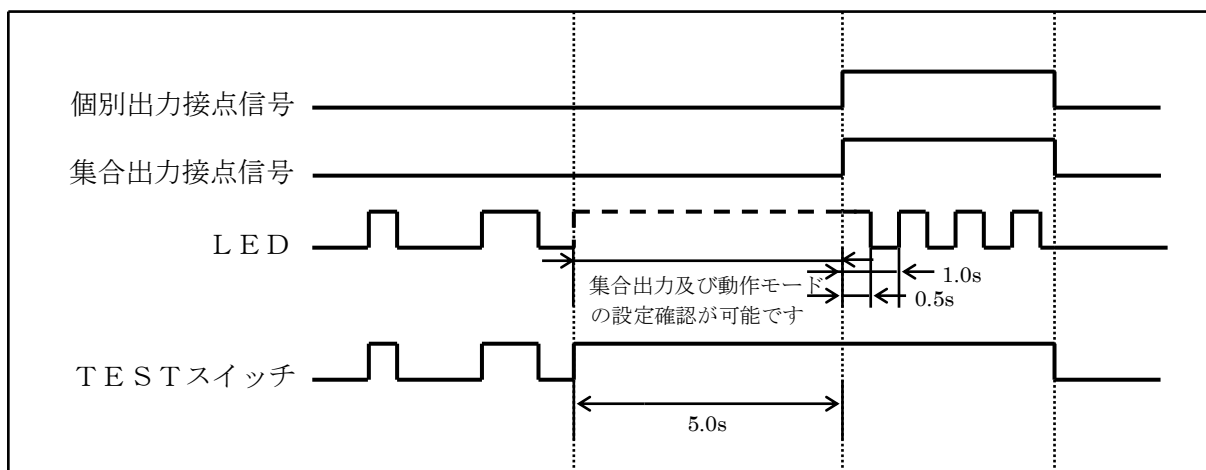 個別出力接点信号
集合出力接点信号
ＬＥＤ
集合出力及び動作モード
の設定確認が可能です
1.0s
0.5s
ＴＥＳＴスイッチ
5.0s